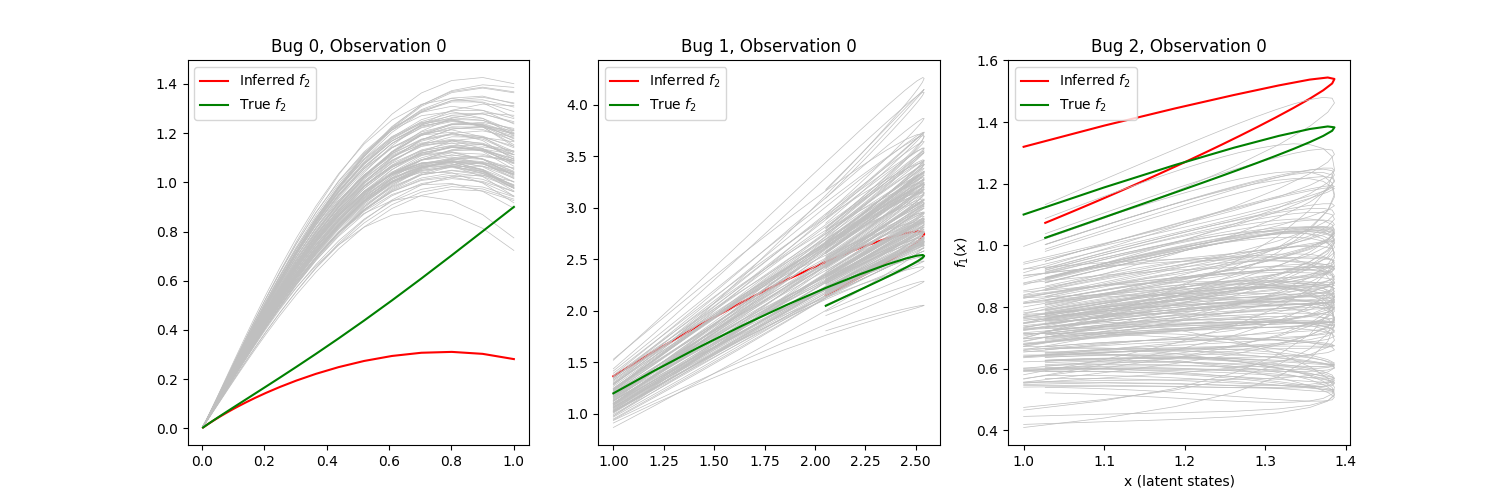 Bug 0, Observation 0
Inferred f₂
True f₂
1.4
1.2
1.0
0.8
0.6
0.4
0.2
0.0
0.0 0.2 0.4 0.6 0.8 1.0
Bug 1, Observation 0
Inferred f₂
True f₂
4.0
3.5
3.0
2.5
2.0
1.5
1.0
1.00 1.25 1.50 1.75 2.00 2.25 2.50
Bug 2, Observation 0
Inferred f₂
True f₂
1.6
1.4
1.2
1.0
0.8
0.6
0.4
f₁(x)
1.0 1.1 1.2 1.3 1.4
x (latent states)